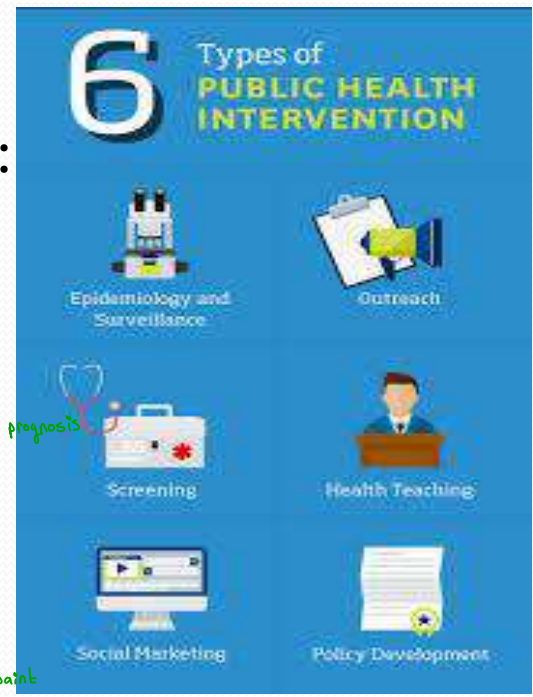 6 Types of
PUBLIC HEALTH
INTERVENTION
:
Epidemiology and
Surveillance
Outreach
prognosis
Screening
Health Teaching
Social Marketing
Policy Development